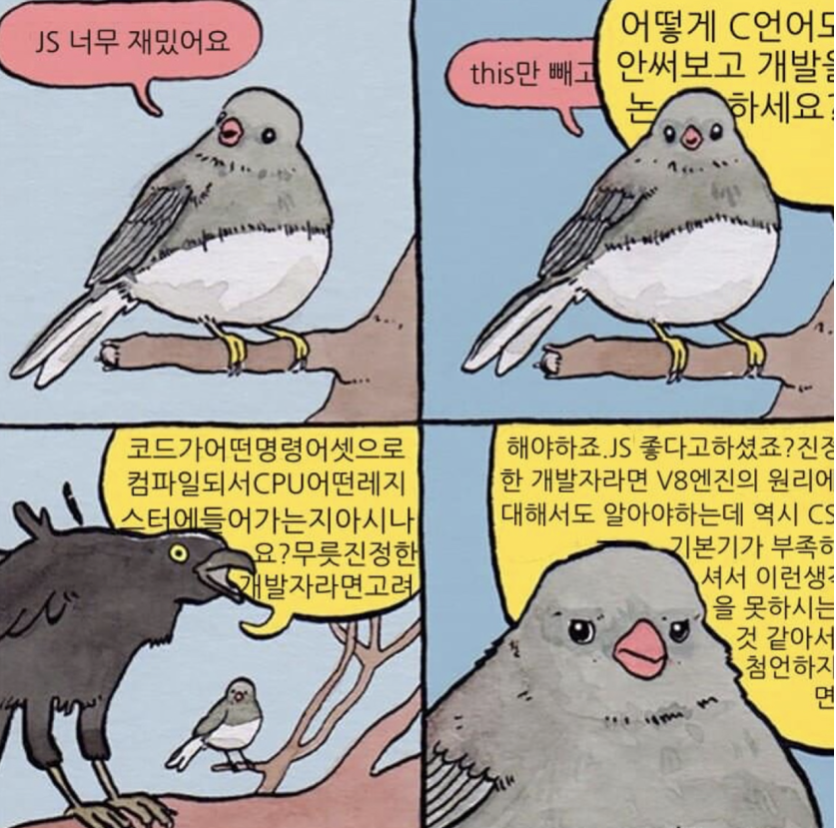 JS 너무 재밌어요
this만 빼고
어떻게 C언어도
안써보고 개발을
논 하세요?
코드가어떤명령어셋으로
컴파일되서CPU어떤레지
스터에들어가는지아시나
요?무릇진정한
개발자라면고려
해야하죠.JS 좋다고하셨죠?진정
한 개발자라면 V8엔진의 원리에
대해서도 알아야하는데 역시 CS
기본기가 부족하
셔서 이런생각
을 못하시는
것 같아서
첨언하자
면